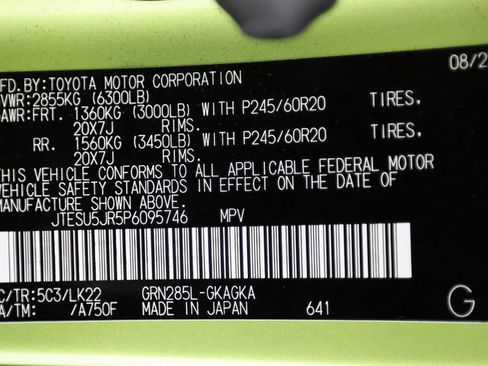 MFD.BY:TOYOTA MOTOR CORPORATION 08/2
VWR:2855KG (6300LB)
GAWR:FRT. 1360KG (3000LB) WITH P245/60R20 TIRES.
20X7J RIMS.
RR. 1560KG (3450LB) WITH P245/60R20 TIRES.
20X7J RIMS.
THIS VEHICLE CONFORMS TO ALL APPLICABLE FEDERAL MOTOR
VEHICLE SAFETY STANDARDS IN EFFECT ON THE DATE OF
MANUFACTURE SHOWN ABOVE.
JTESU5JR5P6095746 MPV
C/TR:5C3/LK22 GRN285L-GKAGKA
A/TM: /A750F MADE IN JAPAN 641 G